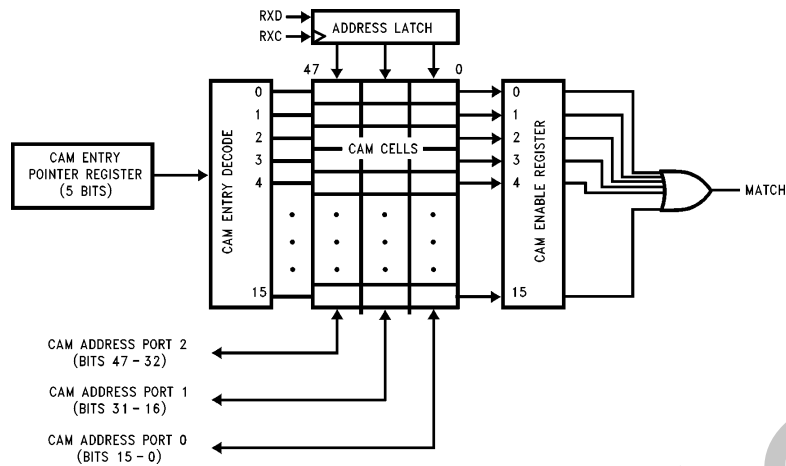 RXD
RXC
ADDRESS LATCH
47
0
0
1
2
3
4
15
CAM ENTRY
POINTER REGISTER
(5 BITS)
CAM ENTRY DECODE
CAM CELLS
0
1
2
3
4
15
CAM ENABLE REGISTER
MATCH
CAM ADDRESS PORT 2
(BITS 47 – 32)
CAM ADDRESS PORT 1
(BITS 31 – 16)
CAM ADDRESS PORT 0
(BITS 15 – 0)